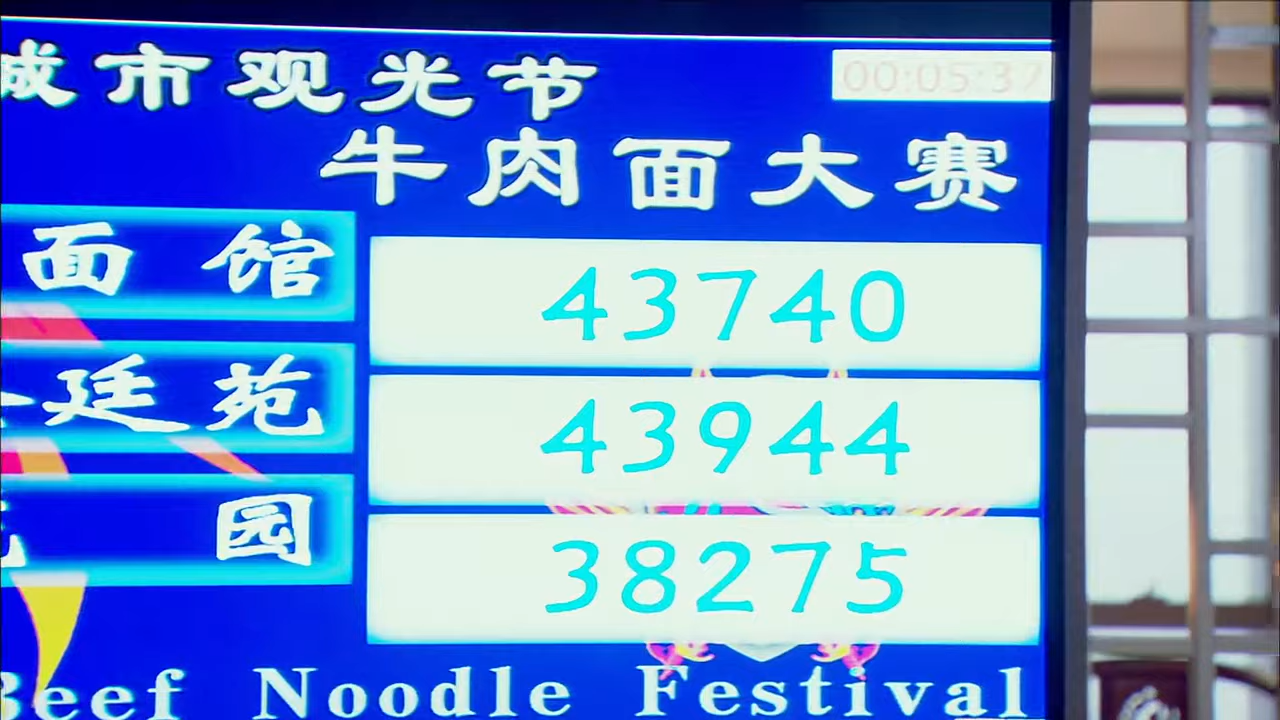 城市观光节
00:05:37
牛肉面大赛
面馆
43740
廷苑
43944
园
38275
Beef Noodle Festival